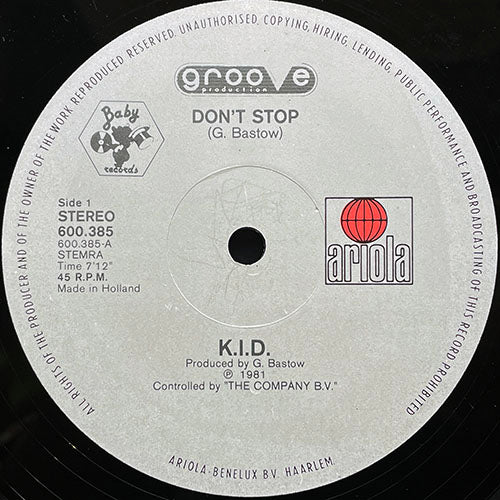 ALL RIGHTS OF THE PRODUCER AND OF THE OWNER OF THE WORK REPRODUCED RESERVED. UNAUTHORISED, COPYING, HIRING, LENDING, PUBLIC PERFORMANCE AND BROADCASTING OF THIS RECORD PROHIBITED
groove
production
DON'T STOP
(G. Bastow)
Baby
records
Side 1
STEREO
600.385
600.385-A
STEMRA
Time 7'12"
45 R.P.M.
Made in Holland
ariola
K.I.D.
Produced by G. Bastow
℗ 1981
Controlled by "THE COMPANY B.V."
ARIOLA-BENELUX B.V. HAARLEM